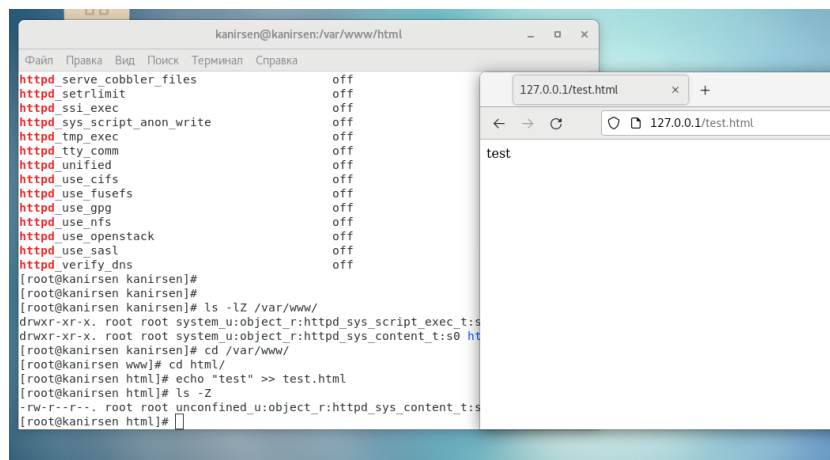 kanirsen@kanirsen:/var/www/html
Файл Правка Вид Поиск Терминал Справка
httpd_serve_cobbler_files off
httpd_setrlimit off
httpd_ssi_exec off
httpd_sys_script_anon_write off
httpd_tmp_exec off
httpd_tty_comm off
httpd_unified off
httpd_use_cifs off
httpd_use_fusefs off
httpd_use_gpg off
httpd_use_nfs off
httpd_use_openstack off
httpd_use_sasl off
httpd_verify_dns off
[root@kanirsen kanirsen]#
[root@kanirsen kanirsen]#
[root@kanirsen kanirsen]# ls -lZ /var/www/
drwxr-xr-x. root root system_u:object_r:httpd_sys_script_exec_t:s
drwxr-xr-x. root root system_u:object_r:httpd_sys_content_t:s0 ht
[root@kanirsen kanirsen]# cd /var/www/
[root@kanirsen www]# cd html/
[root@kanirsen html]# echo "test" >> test.html
[root@kanirsen html]# ls -Z
-rw-r--r--. root root unconfined_u:object_r:httpd_sys_content_t:s
[root@kanirsen html]#
127.0.0.1/test.html
127.0.0.1/test.html
test